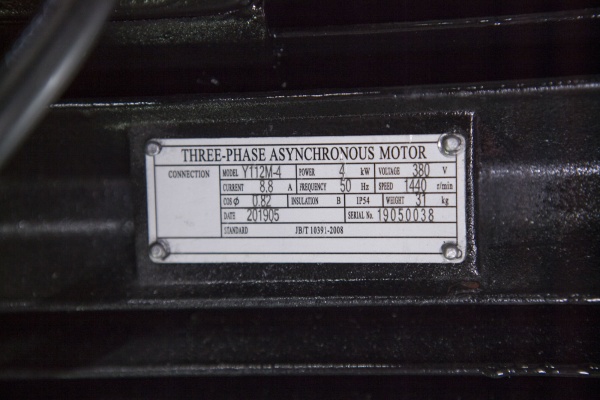 THREE-PHASE ASYNCHRONOUS MOTOR
CONNECTION MODEL Y112M-4 POWER 4 kW VOLTAGE 380 V
CURRENT 8.8 A FREQUENCY 50 Hz SPEED 1440 r/min
COS ϕ 0.82 INSULATION B IP54 WEIGHT 31 kg
DATE 201905 SERIAL No. 19050038
STANDARD JB/T 10391-2008